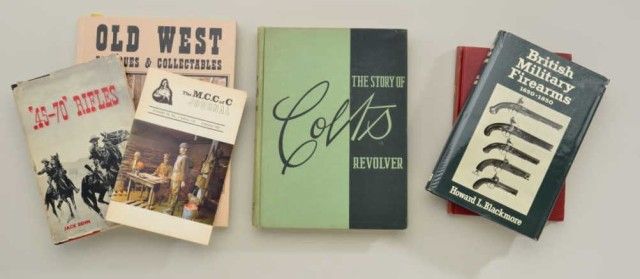 OLD WEST
& COLLECTABLES
'.45-70' RIFLES
JACK BEHN
The M.C.C of C
JOURNAL
THE STORY OF
Colts
REVOLVER
British
Military
Firearms
1650-1850
Howard L. Blackmore